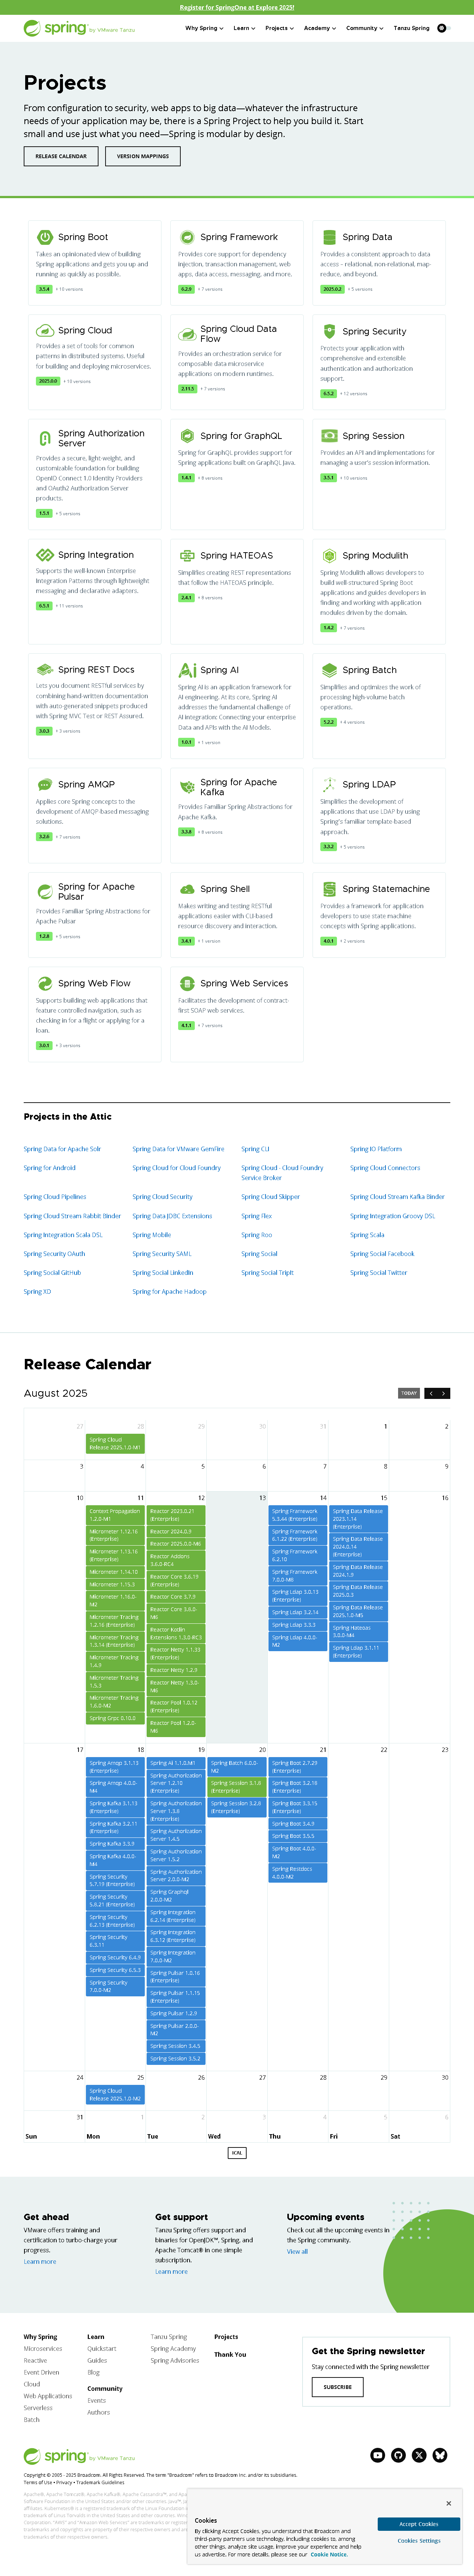 Register for SpringOne at Explore 2025!
spring by VMware Tanzu
Why Spring
Learn
Projects
Academy
Community
Tanzu Spring
Projects
From configuration to security, web apps to big data—whatever the infrastructure
needs of your application may be, there is a Spring Project to help you build it. Start
small and use just what you need—Spring is modular by design.
RELEASE CALENDAR
VERSION MAPPINGS
Spring Boot
Takes an opinionated view of building
Spring applications and gets you up and
running as quickly as possible.
3.5.4 + 10 versions
Spring Framework
Provides core support for dependency
injection, transaction management, web
apps, data access, messaging, and more.
6.2.9 + 7 versions
Spring Data
Provides a consistent approach to data
access – relational, non-relational, map-
reduce, and beyond.
2025.0.2 + 5 versions
Spring Cloud
Provides a set of tools for common
patterns in distributed systems. Useful
for building and deploying microservices.
2025.0.0 + 10 versions
Spring Cloud Data
Flow
Provides an orchestration service for
composable data microservice
applications on modern runtimes.
2.11.5 + 7 versions
Spring Security
Protects your application with
comprehensive and extensible
authentication and authorization
support.
6.5.2 + 12 versions
Spring Authorization
Server
Provides a secure, light-weight, and
customizable foundation for building
OpenID Connect 1.0 Identity Providers
and OAuth2 Authorization Server
products.
1.5.1 + 5 versions
Spring for GraphQL
Spring for GraphQL provides support for
Spring applications built on GraphQL Java.
1.4.1 + 8 versions
Spring Session
Provides an API and implementations for
managing a user's session information.
3.5.1 + 10 versions
Spring Integration
Supports the well-known Enterprise
Integration Patterns through lightweight
messaging and declarative adapters.
6.5.1 + 11 versions
Spring HATEOAS
Simplifies creating REST representations
that follow the HATEOAS principle.
2.4.1 + 9 versions
Spring Modulith
Spring Modulith allows developers to
build well-structured Spring Boot
applications and guides developers in
finding and working with application
modules driven by the domain.
1.4.2 + 7 versions
Spring REST Docs
Lets you document RESTful services by
combining hand-written documentation
with auto-generated snippets produced
with Spring MVC Test or REST Assured.
3.0.3 + 3 versions
Spring AI
Spring AI is an application framework for
AI engineering. At its core, Spring AI
addresses the fundamental challenge of
AI integration: Connecting your enterprise
Data and APIs with the AI Models.
1.0.1 + 1 version
Spring Batch
Simplifies and optimizes the work of
processing high-volume batch
operations.
5.2.2 + 4 versions
Spring AMQP
Applies core Spring concepts to the
development of AMQP-based messaging
solutions.
3.2.6 + 7 versions
Spring for Apache
Kafka
Provides Familiar Spring Abstractions for
Apache Kafka.
3.3.8 + 8 versions
Spring LDAP
Simplifies the development of
applications that use LDAP by using
Spring's familiar template-based
approach.
3.3.2 + 5 versions
Spring for Apache
Pulsar
Provides Familiar Spring Abstractions for
Apache Pulsar
1.2.8 + 5 versions
Spring Shell
Makes writing and testing RESTful
applications easier with CLI-based
resource discovery and interaction.
3.4.1 + 1 version
Spring Statemachine
Provides a framework for application
developers to use state machine
concepts with Spring applications.
4.0.1 + 2 versions
Spring Web Flow
Supports building web applications that
feature controlled navigation, such as
checking in for a flight or applying for a
loan.
3.0.1 + 3 versions
Spring Web Services
Facilitates the development of contract-
first SOAP web services.
4.1.1 + 7 versions
Projects in the Attic
Spring Data for Apache Solr
Spring Data for VMware GemFire
Spring CLI
Spring IO Platform
Spring for Android
Spring Cloud for Cloud Foundry
Spring Cloud - Cloud Foundry
Service Broker
Spring Cloud Connectors
Spring Cloud Pipelines
Spring Cloud Security
Spring Cloud Skipper
Spring Cloud Stream Kafka Binder
Spring Cloud Stream Rabbit Binder
Spring Data JDBC Extensions
Spring Flex
Spring Integration Groovy DSL
Spring Integration Scala DSL
Spring Mobile
Spring Roo
Spring Scala
Spring Security OAuth
Spring Security SAML
Spring Social
Spring Social Facebook
Spring Social GitHub
Spring Social LinkedIn
Spring Social TripIt
Spring Social Twitter
Spring XD
Spring for Apache Hadoop
Release Calendar
August 2025
TODAY
27 28 29 30 31 1 2
Spring Cloud
Release 2025.1.0-M1
3 4 5 6 7 8 9
10 11 12 13 14 15 16
Context Propagation
1.2.0-M1
Micrometer 1.12.16
(Enterprise)
Micrometer 1.13.16
(Enterprise)
Micrometer 1.14.10
Micrometer 1.15.3
Micrometer 1.16.0-
M2
Micrometer Tracing
1.2.16 (Enterprise)
Micrometer Tracing
1.3.14 (Enterprise)
Micrometer Tracing
1.4.9
Micrometer Tracing
1.5.3
Micrometer Tracing
1.6.0-M2
Spring Grpc 0.10.0
Reactor 2023.0.21
(Enterprise)
Reactor 2024.0.9
Reactor 2025.0.0-M6
Reactor Addons
3.6.0-RC4
Reactor Core 3.6.19
(Enterprise)
Reactor Core 3.7.9
Reactor Core 3.8.0-
M6
Reactor Kotlin
Extensions 1.3.0-RC3
Reactor Netty 1.1.33
(Enterprise)
Reactor Netty 1.2.9
Reactor Netty 1.3.0-
M6
Reactor Pool 1.0.12
(Enterprise)
Reactor Pool 1.2.0-
M6
Spring Framework
5.3.44 (Enterprise)
Spring Framework
6.1.22 (Enterprise)
Spring Framework
6.2.10
Spring Framework
7.0.0-M8
Spring Ldap 3.0.13
(Enterprise)
Spring Ldap 3.2.14
Spring Ldap 3.3.3
Spring Ldap 4.0.0-
M2
Spring Data Release
2023.1.14
(Enterprise)
Spring Data Release
2024.0.14
(Enterprise)
Spring Data Release
2024.1.9
Spring Data Release
2025.0.3
Spring Data Release
2025.1.0-M5
Spring Hateoas
3.0.0-M4
Spring Ldap 3.1.11
(Enterprise)
17 18 19 20 21 22 23
Spring Amqp 3.1.13
(Enterprise)
Spring Amqp 4.0.0-
M4
Spring Kafka 3.1.13
(Enterprise)
Spring Kafka 3.2.11
(Enterprise)
Spring Kafka 3.3.9
Spring Kafka 4.0.0-
M4
Spring Security
5.7.19 (Enterprise)
Spring Security
5.8.21 (Enterprise)
Spring Security
6.2.13 (Enterprise)
Spring Security
6.3.11
Spring Security 6.4.9
Spring Security 6.5.3
Spring Security
7.0.0-M2
Spring Ai 1.1.0.M1
Spring Authorization
Server 1.2.10
(Enterprise)
Spring Authorization
Server 1.3.8
(Enterprise)
Spring Authorization
Server 1.4.5
Spring Authorization
Server 1.5.2
Spring Authorization
Server 2.0.0-M2
Spring Graphql
2.0.0-M2
Spring Integration
6.2.14 (Enterprise)
Spring Integration
6.3.12 (Enterprise)
Spring Integration
7.0.0-M2
Spring Pulsar 1.0.16
(Enterprise)
Spring Pulsar 1.1.15
(Enterprise)
Spring Pulsar 1.2.9
Spring Pulsar 2.0.0-
M2
Spring Session 3.4.5
Spring Session 3.5.2
Spring Batch 6.0.0-
M2
Spring Session 3.1.8
(Enterprise)
Spring Session 3.2.8
(Enterprise)
Spring Boot 2.7.29
(Enterprise)
Spring Boot 3.2.18
(Enterprise)
Spring Boot 3.3.15
(Enterprise)
Spring Boot 3.4.9
Spring Boot 3.5.5
Spring Boot 4.0.0-
M2
Spring Restdocs
4.0.0-M2
24 25 26 27 28 29 30
Spring Cloud
Release 2025.1.0-M2
31 1 2 3 4 5 6
Sun Mon Tue Wed Thu Fri Sat
ICAL
Get ahead
VMware offers training and
certification to turbo-charge your
progress.
Learn more
Get support
Tanzu Spring offers support and
binaries for OpenJDK™, Spring, and
Apache Tomcat® in one simple
subscription.
Learn more
Upcoming events
Check out all the upcoming events in
the Spring community.
View all
Why Spring
Microservices
Reactive
Event Driven
Cloud
Web Applications
Serverless
Batch
Learn
Quickstart
Guides
Blog
Community
Events
Authors
Tanzu Spring
Spring Academy
Spring Advisories
Projects
Thank You
Get the Spring newsletter
Stay connected with the Spring newsletter
SUBSCRIBE
spring by VMware Tanzu
Copyright © 2005 - 2025 Broadcom. All Rights Reserved. The term "Broadcom" refers to Broadcom Inc. and/or its subsidiaries.
Terms of Use • Privacy • Trademark Guidelines
Cookies
By clicking Accept Cookies, you understand that Broadcom and
third-party partners use technology, including cookies to, among
other things, analyze site usage, improve your experience and help
us advertise. For more details, please see our Cookie Notice.
Accept Cookies
Cookies Settings